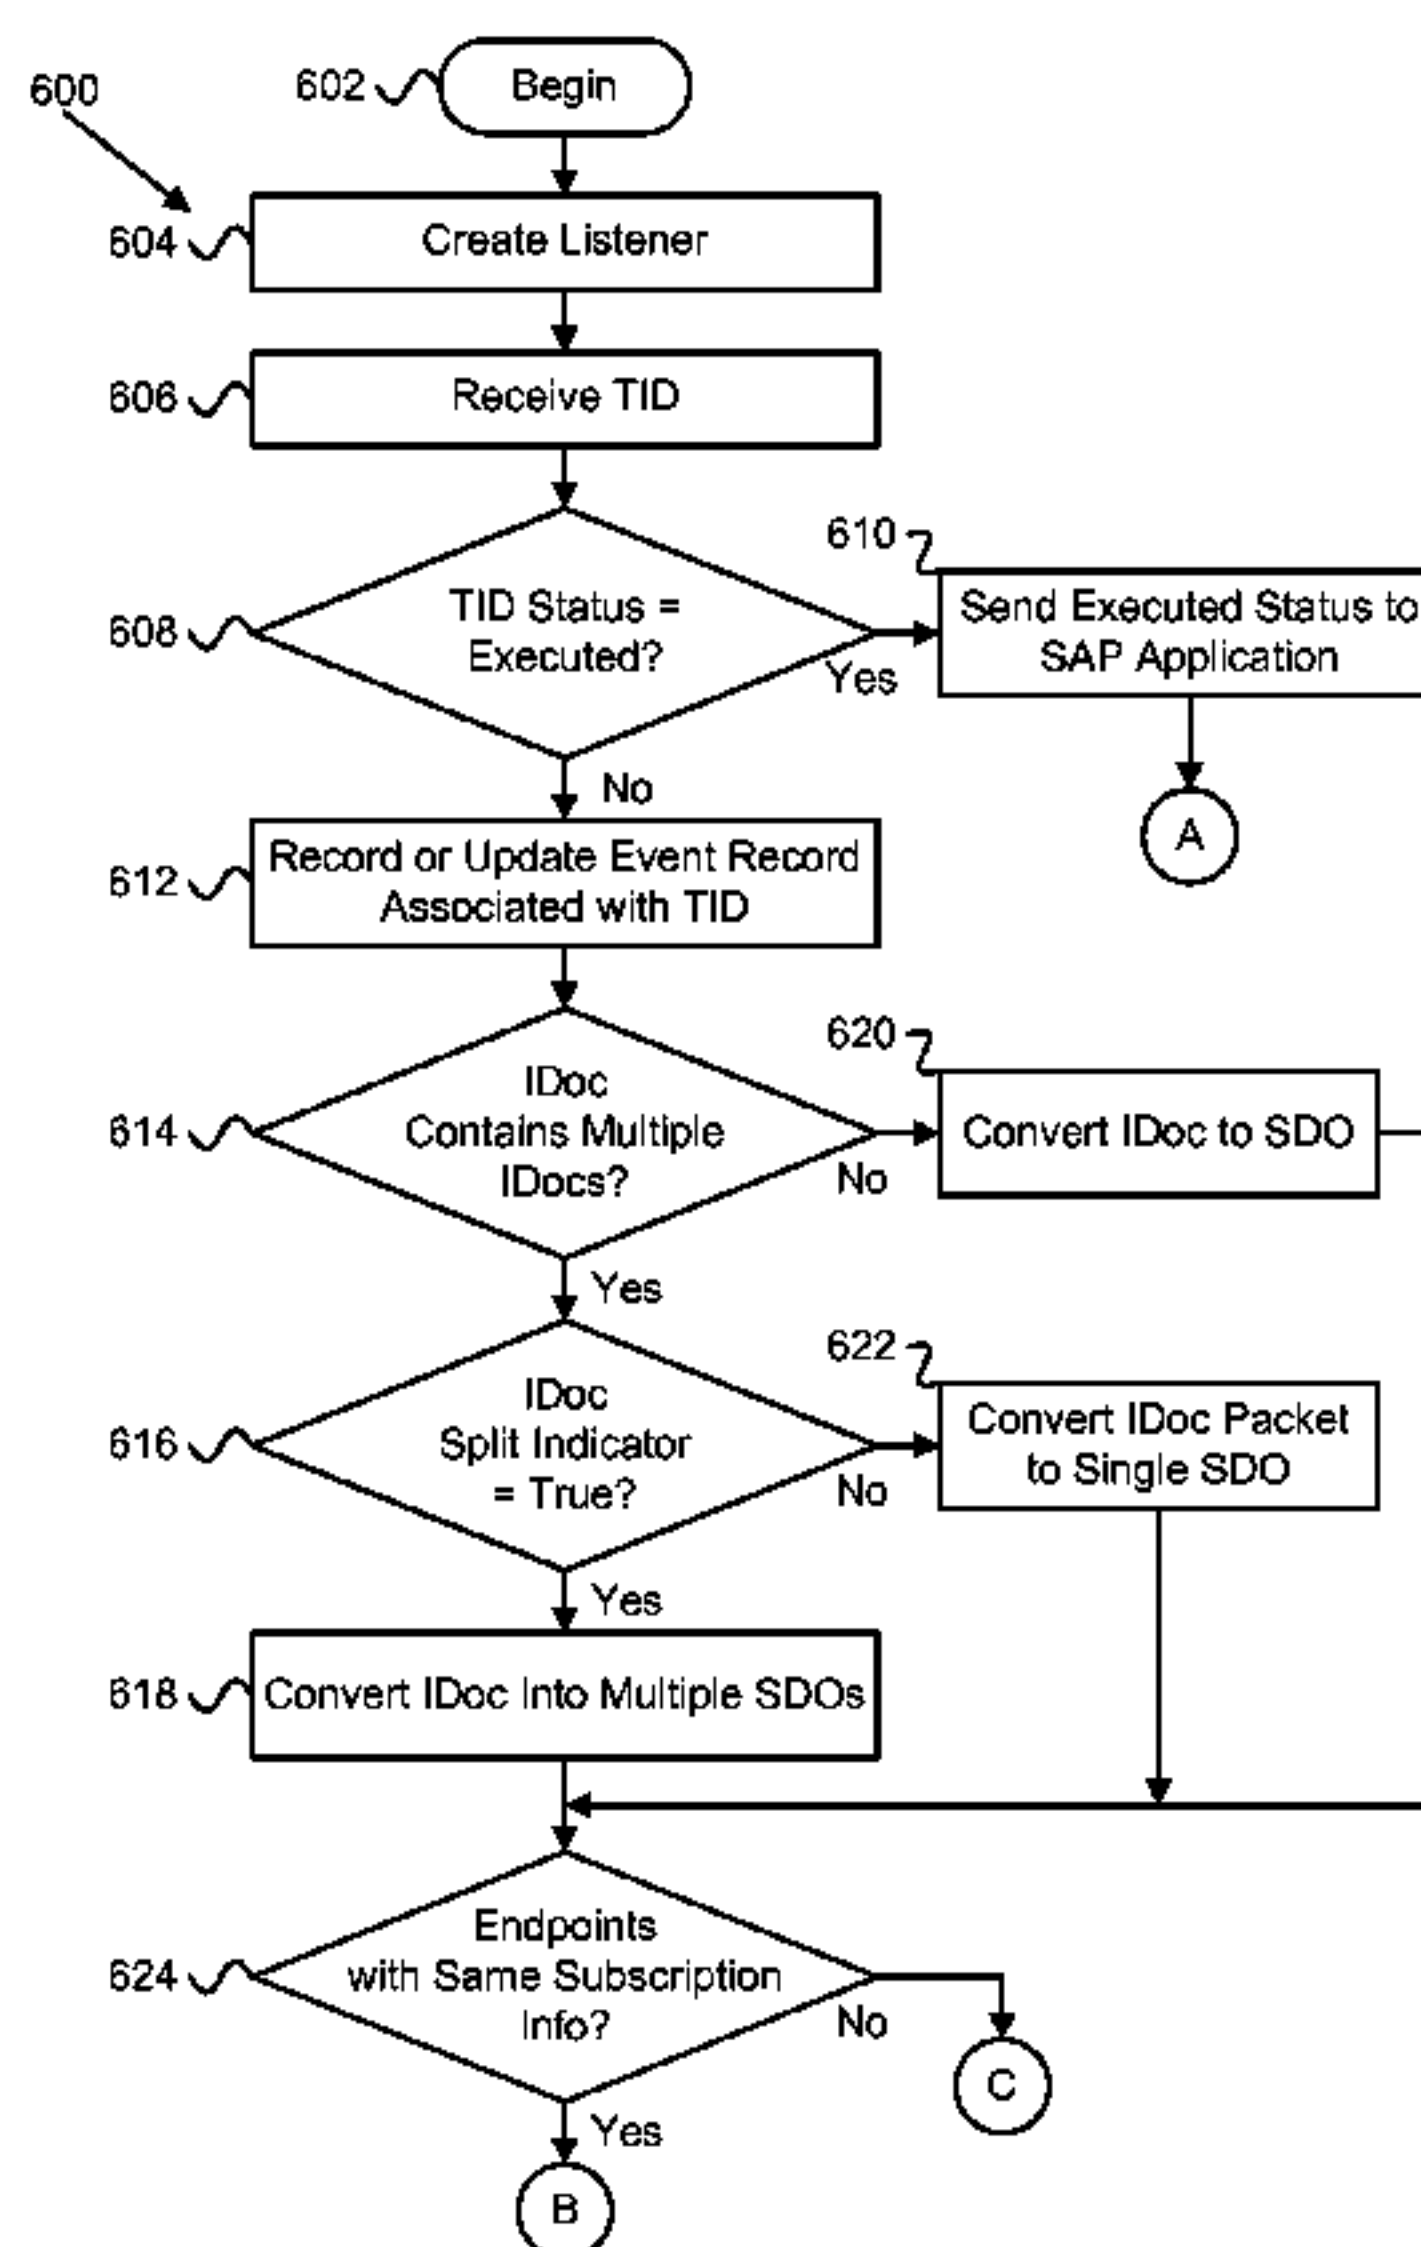 600
602
Begin
604
Create Listener
606
Receive TID
608
TID Status =
Executed?
Yes
610
Send Executed Status to
SAP Application
A
No
612
Record or Update Event Record
Associated with TID
614
IDoc
Contains Multiple
IDocs?
No
620
Convert IDoc to SDO
Yes
616
IDoc
Split Indicator
= True?
No
622
Convert IDoc Packet
to Single SDO
Yes
618
Convert IDoc Into Multiple SDOs
624
Endpoints
with Same Subscription
Info?
No
C
Yes
B